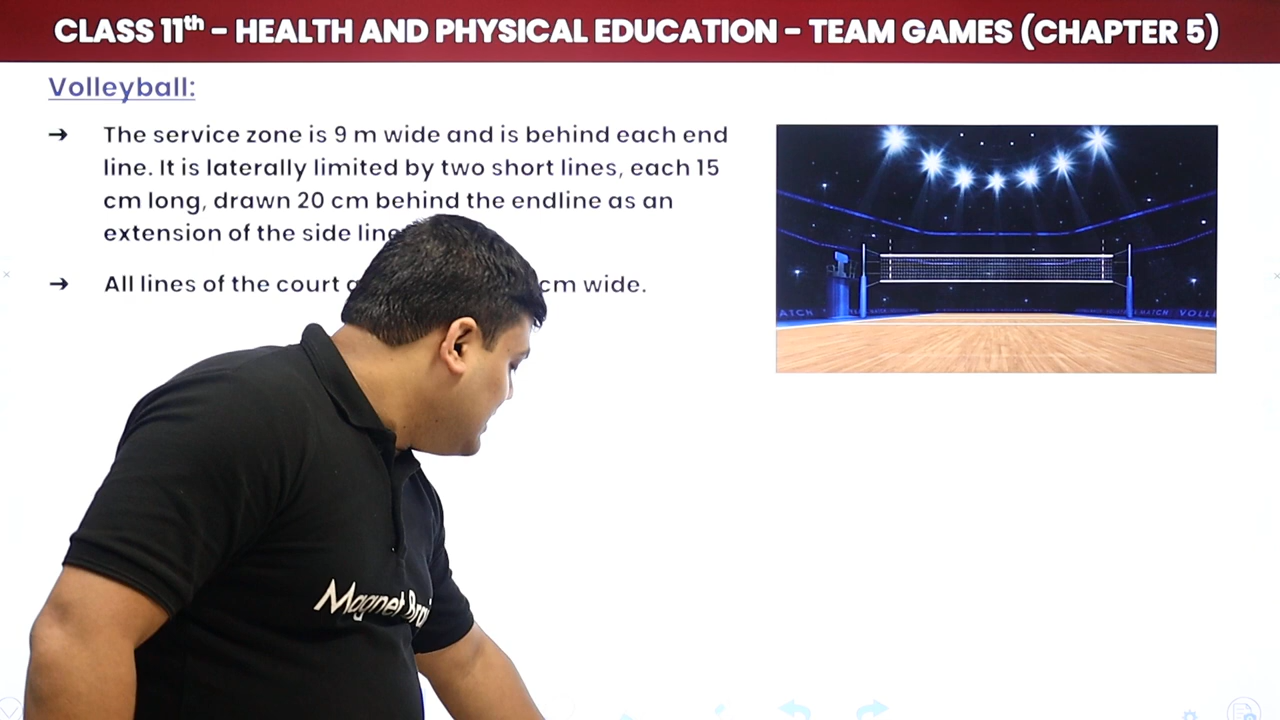 CLASS 11th – HEALTH AND PHYSICAL EDUCATION – TEAM GAMES (CHAPTER 5)
Volleyball:
➔ The service zone is 9 m wide and is behind each end
line. It is laterally limited by two short lines, each 15
cm long, drawn 20 cm behind the endline as an
extension of the side
➔ All lines of the court cm wide.
Magnet
VOLLE